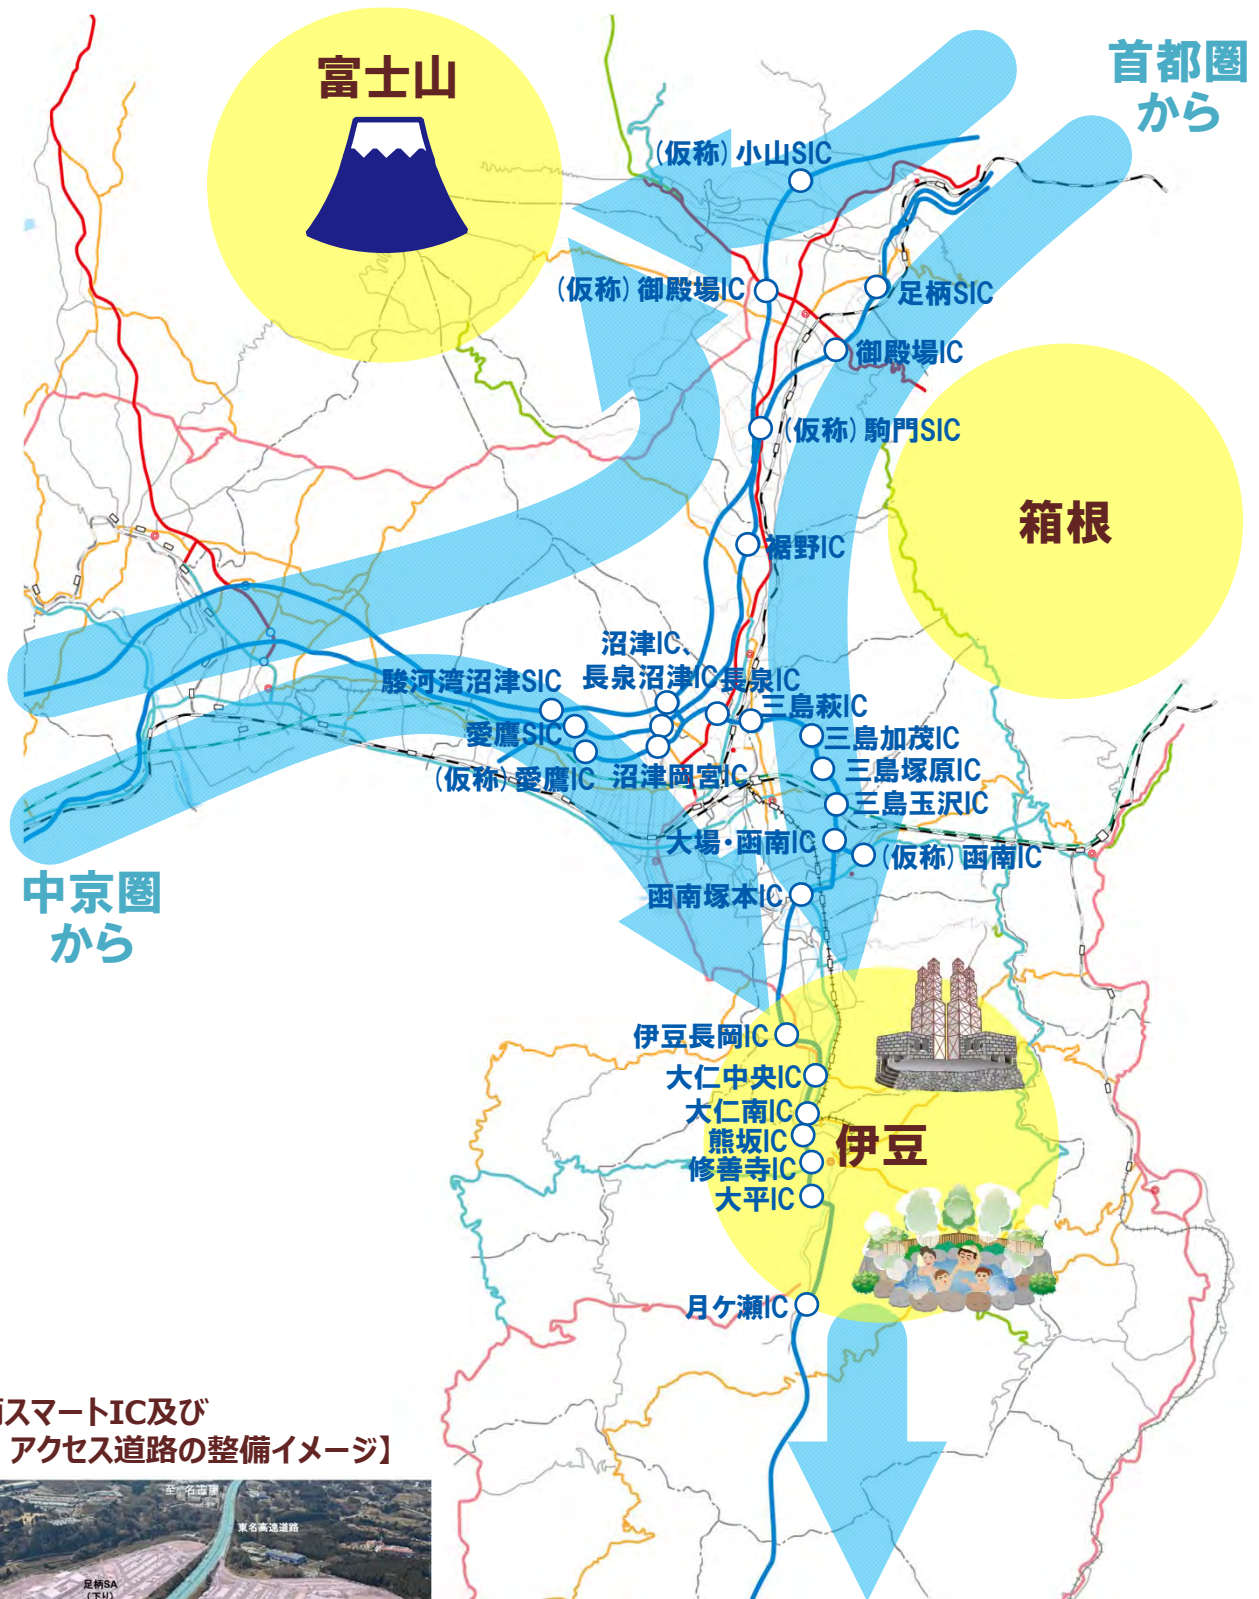 富士山
首都圏
から
(仮称)小山SIC
(仮称)御殿場IC
足柄SIC
御殿場IC
(仮称)駒門SIC
箱根
裾野IC
沼津IC、
長泉沼津IC
長泉IC
駿河湾沼津SIC
三島萩IC
愛鷹SIC
三島加茂IC
(仮称)愛鷹IC
沼津岡宮IC
三島塚原IC
三島玉沢IC
大場・函南IC
(仮称)函南IC
中京圏
から
函南塚本IC
伊豆長岡IC
大仁中央IC
大仁南IC
熊坂IC
伊豆
修善寺IC
大平IC
月ケ瀬IC
スマートIC及び
アクセス道路の整備イメージ】
至 名古屋
東名高速道路
足柄SA
(下り)